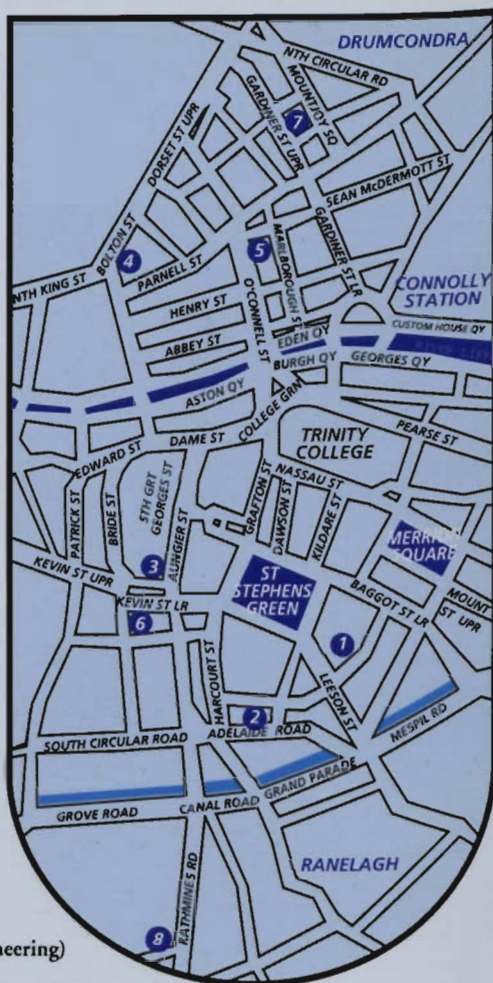 DRUMCONDRA
NTH CIRCULAR RD
MOUNTJOY SQ
GARDINER ST UPR
7
DORSET ST UPR
SEAN McDERMOTT ST
BOLTON ST
4
PARNELL ST
5
MARLBOROUGH ST
GARDINER ST LR
NTH KING ST
HENRY ST
O'CONNELL ST
CONNOLLY
STATION
ABBEY ST
EDEN QY
CUSTOM HOUSE QY
RIVER LIFFEY
BURGH QY
GEORGES QY
ASTON QY
COLLEGE GRN
PEARSE ST
EDWARD ST
DAME ST
TRINITY
COLLEGE
NASSAU ST
PATRICK ST
BRIDE ST
STH GRT
GEORGES ST
AUNGIER ST
GRAFTON ST
DAWSON ST
KILDARE ST
MERRION
SQUARE
KEVIN ST UPR
3
KEVIN ST LR
6
ST
STEPHENS
GREEN
BAGGOT ST LR
MOUNT
ST UPR
1
HARCOURT ST
LEESON ST
2
SOUTH CIRCULAR ROAD
ADELAIDE ROAD
MESPIL RD
GROVE ROAD
CANAL ROAD
GRAND PARADE
RANELAGH
RATHMINES RD
8
neering)